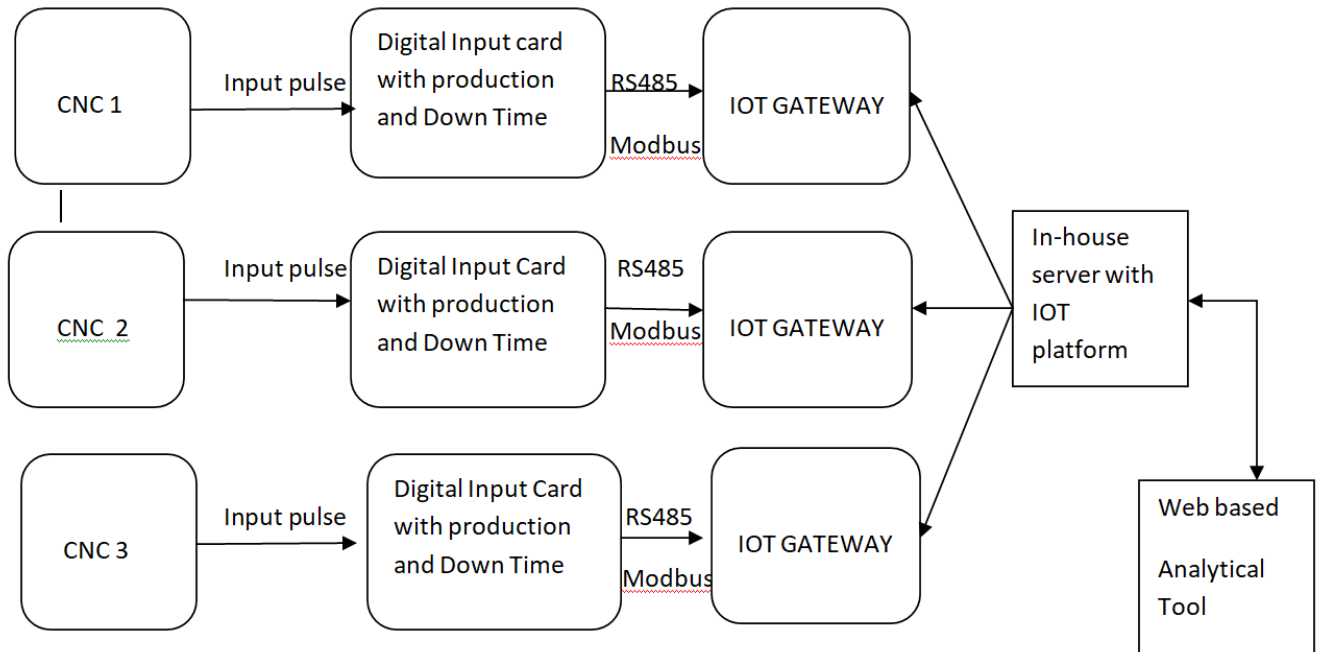 CNC 1
Input pulse
Digital Input card
with production
and Down Time
RS485
Modbus
IOT GATEWAY
CNC 2
Input pulse
Digital Input Card
with production
and Down Time
RS485
Modbus
IOT GATEWAY
CNC 3
Input pulse
Digital Input Card
with production
and Down Time
RS485
Modbus
IOT GATEWAY
In-house
server with
IOT
platform
Web based
Analytical
Tool